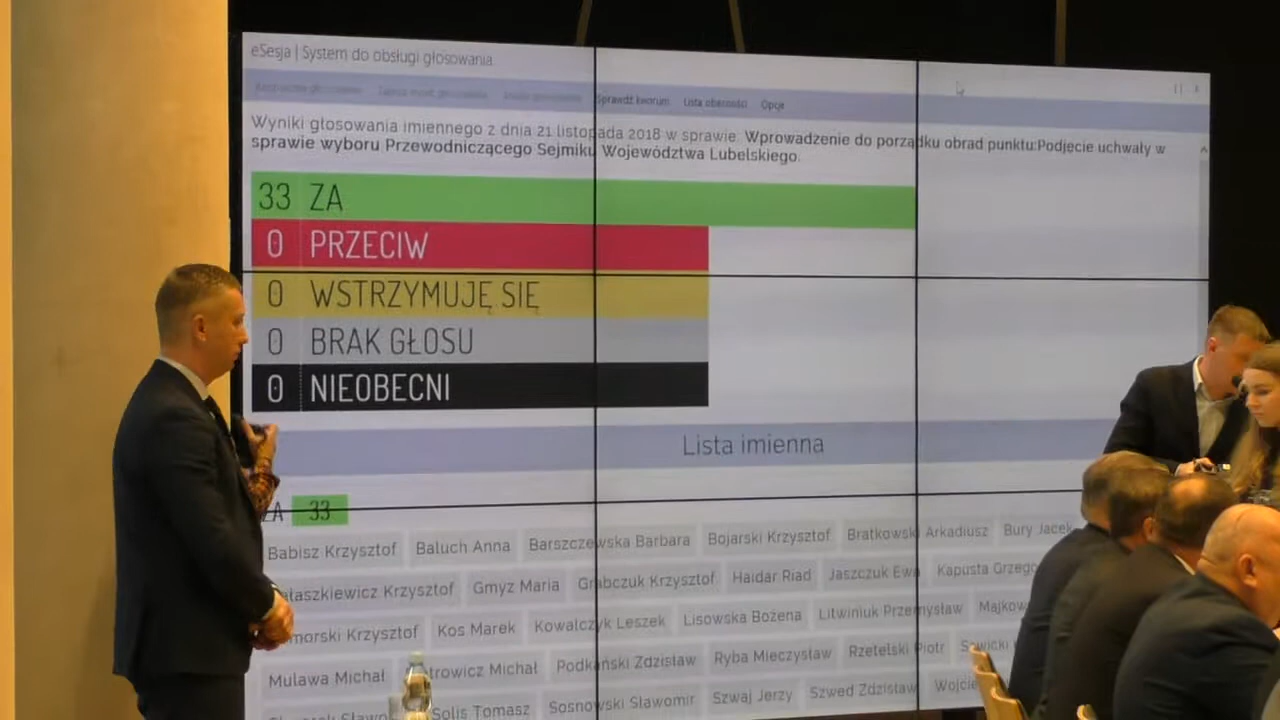 eSesja | System do obsługi głosowania
Sprawdź kworum Lista obecności Opcje
Wyniki głosowania imiennego z dnia 21 listopada 2018 w sprawie: Wprowadzenie do porządku obrad punktu:Podjęcie uchwały w
sprawie wyboru Przewodniczącego Sejmiku Województwa Lubelskiego.
33 ZA
0 PRZECIW
0 WSTRZYMUJĘ SIĘ
0 BRAK GŁOSU
0 NIEOBECNI
Lista imienna
ZA 33
Babisz Krzysztof Baluch Anna Barszczewska Barbara Bojarski Krzysztof Bratkowski Arkadiusz Bury Jacek
Gmyz Maria Grabczuk Krzysztof Haidar Riad Jaszczuk Ewa Kapusta
Krzysztof Kos Marek Kowalczyk Leszek Lisowska Bożena Litwiniuk Przemysław
Mulawa Michał Michał Podkański Zdzisław Ryba Mieczysław Rzetelski Piotr
Solis Tomasz Sosnowski Sławomir Szwaj Jerzy Szwed Zdzisław